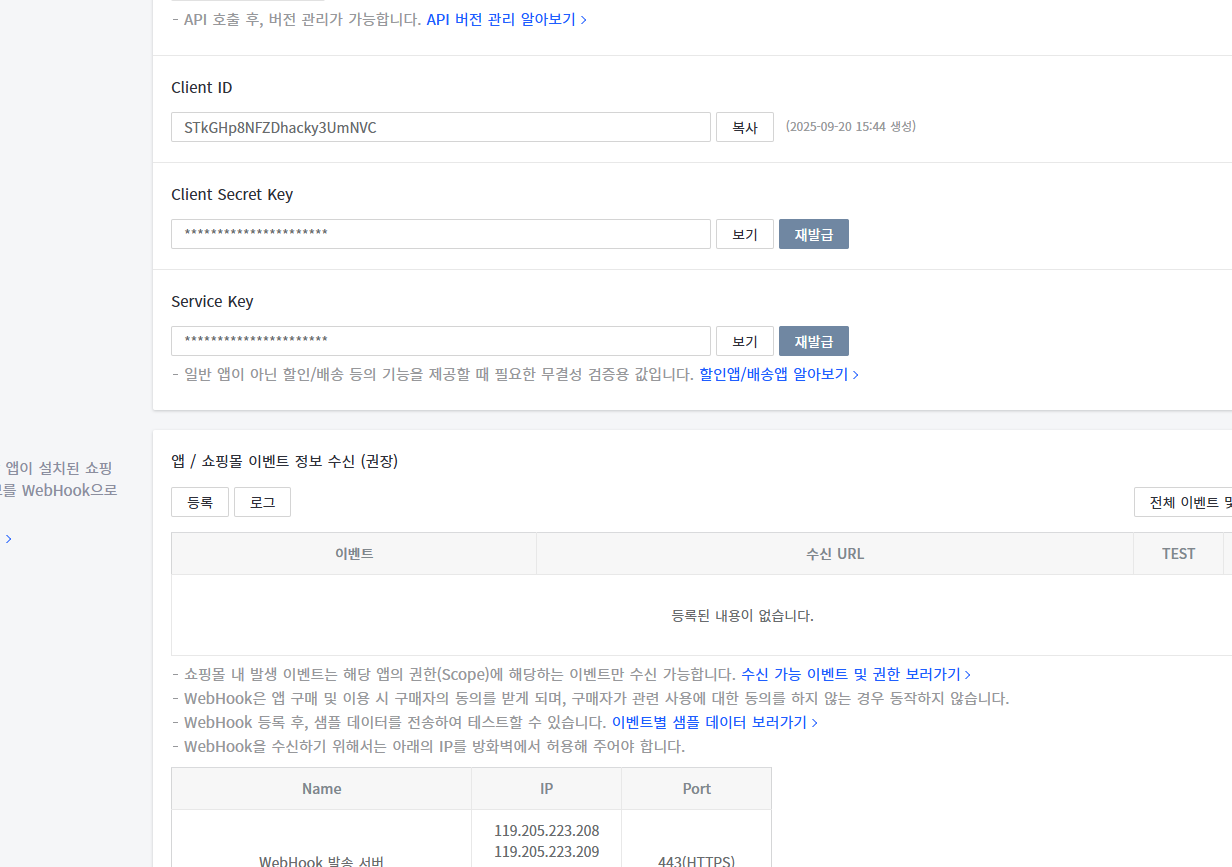 - API 호출 후, 버전 관리가 가능합니다. API 버전 관리 알아보기 >
Client ID
STkGHp8NFZDhacky3UmNVC 복사 (2025-09-20 15:44 생성)
Client Secret Key
********************** 보기 재발급
Service Key
********************** 보기 재발급
- 일반 앱이 아닌 할인/배송 등의 기능을 제공할 때 필요한 무결성 검증용 값입니다. 할인앱/배송앱 알아보기 >
앱이 설치된 쇼핑
를 WebHook으로
>
앱 / 쇼핑몰 이벤트 정보 수신 (권장)
등록 로그 전체 이벤트 및
이벤트 수신 URL TEST
등록된 내용이 없습니다.
- 쇼핑몰 내 발생 이벤트는 해당 앱의 권한(Scope)에 해당하는 이벤트만 수신 가능합니다. 수신 가능 이벤트 및 권한 보러가기 >
- WebHook은 앱 구매 및 이용 시 구매자의 동의를 받게 되며, 구매자가 관련 사용에 대한 동의를 하지 않는 경우 동작하지 않습니다.
- WebHook 등록 후, 샘플 데이터를 전송하여 테스트할 수 있습니다. 이벤트별 샘플 데이터 보러가기 >
- WebHook을 수신하기 위해서는 아래의 IP를 방화벽에서 허용해 주어야 합니다.
Name IP Port
119.205.223.208
119.205.223.209
WebHook 발송 서버 443(HTTPS)